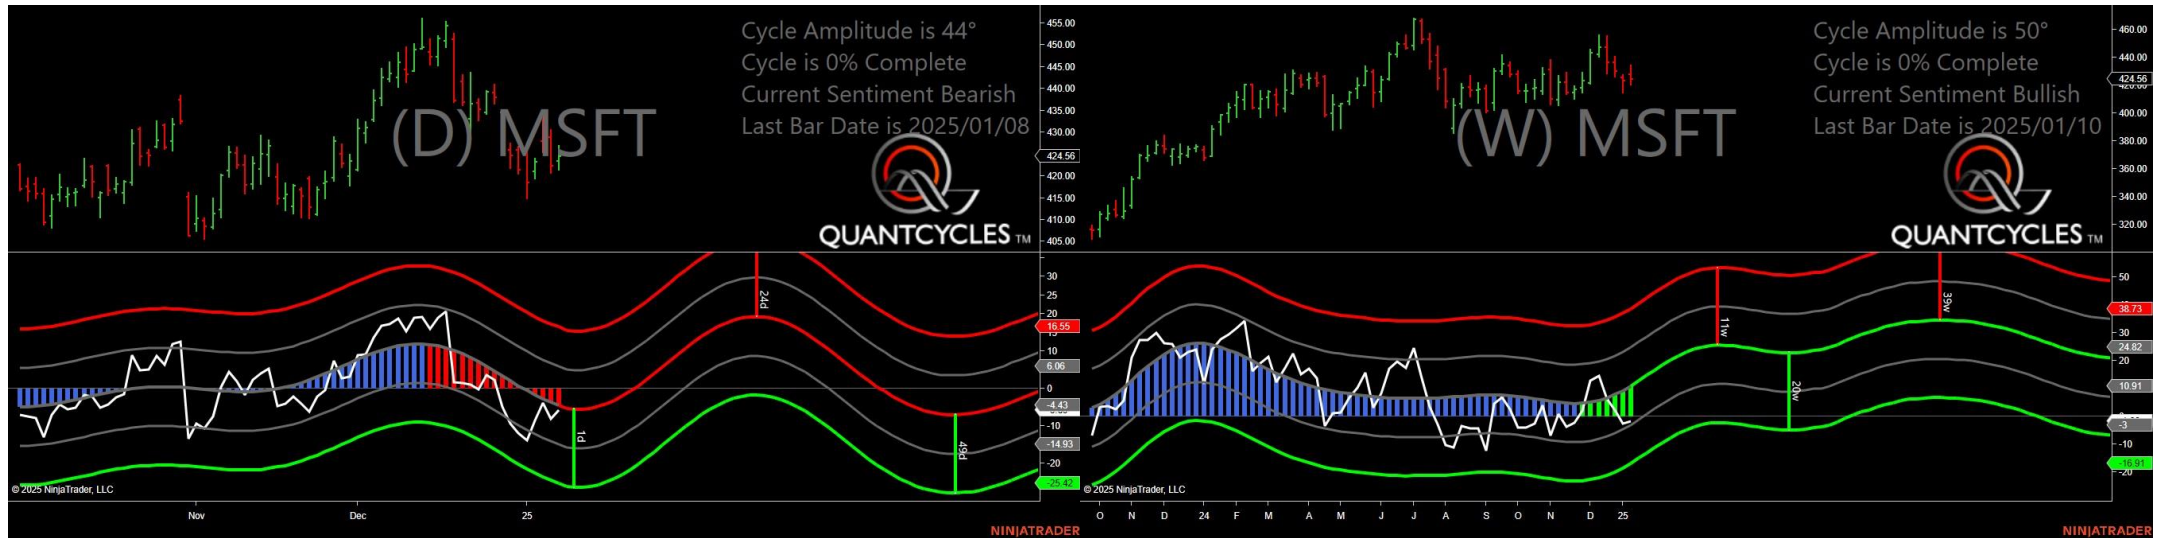 Cycle Amplitude is 44°
Cycle is 0% Complete
Current Sentiment Bearish
Last Bar Date is 2025/01/08
(D) MSFT
QUANTCYCLES TM
455.00
450.00
445.00
440.00
435.00
430.00
424.56
420.00
415.00
410.00
405.00
30
25
20
16.55
10
6.06
0
-4.43
-10
-14.93
-20
-25.42
24d
1d
49d
© 2025 NinjaTrader, LLC
Nov
Dec
25
NINJATRADER
Cycle Amplitude is 50°
Cycle is 0% Complete
Current Sentiment Bullish
Last Bar Date is 2025/01/10
(W) MSFT
QUANTCYCLES TM
460.00
440.00
424.56
420.00
400.00
380.00
360.00
340.00
320.00
50
38.73
30
24.82
20
10.91
-3
-10
-16.91
-20
11w
20w
39w
© 2025 NinjaTrader, LLC
O N D 24 F M A M J J A S O N D 25
NINJATRADER